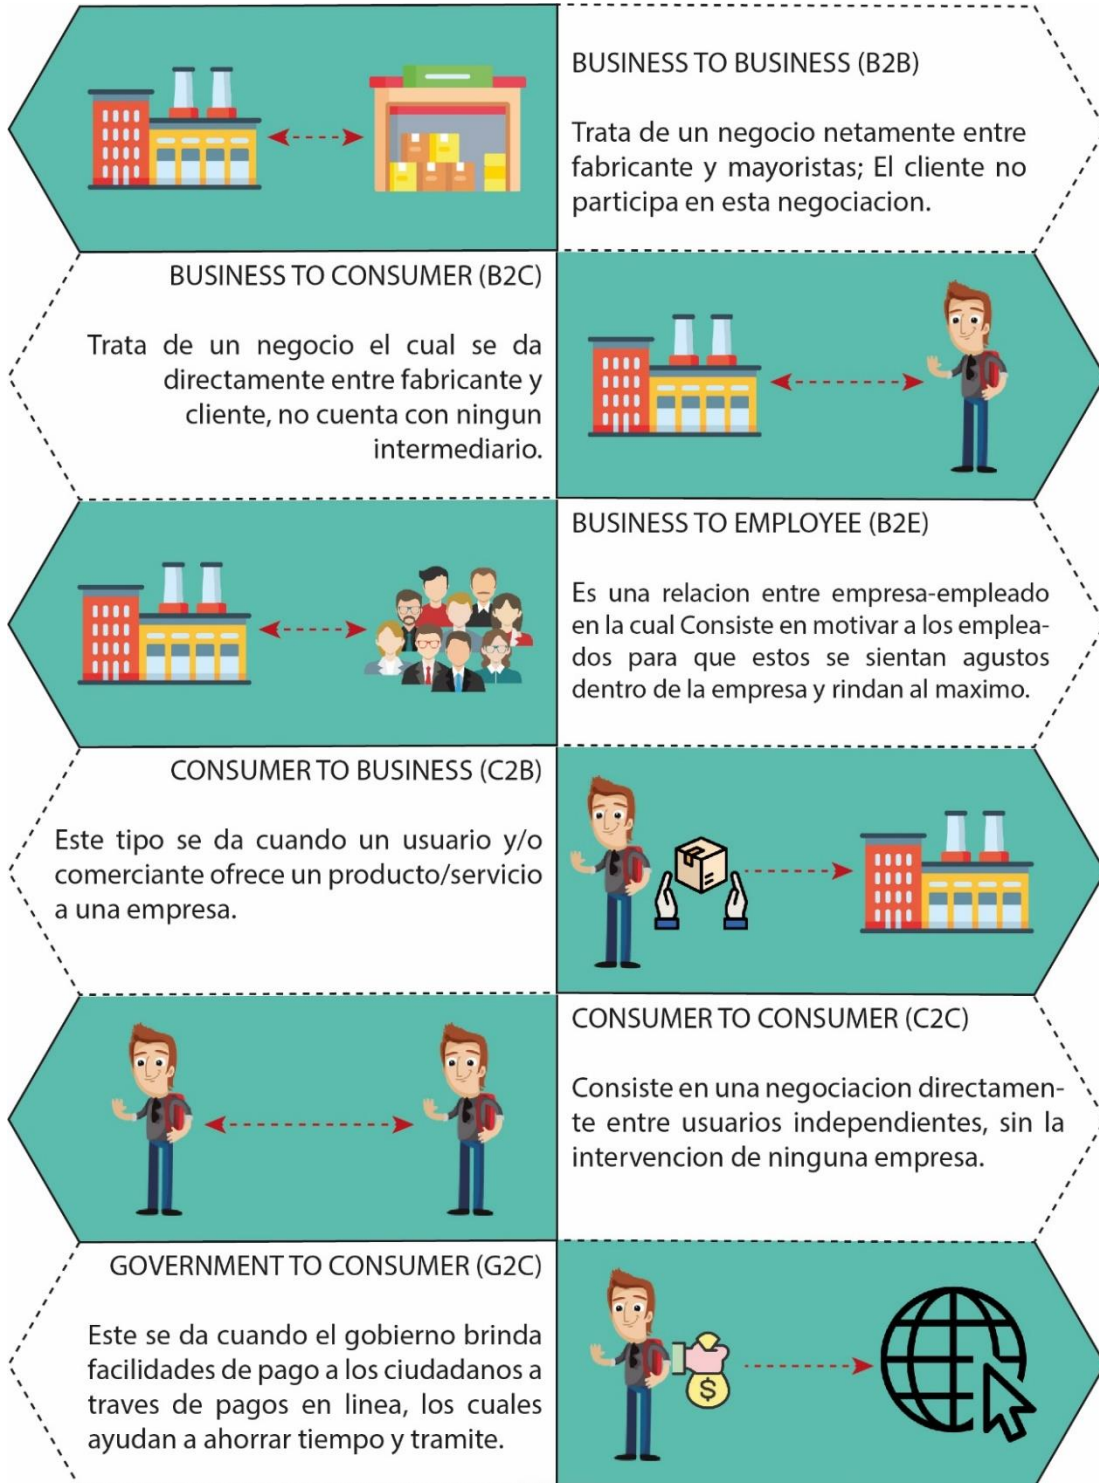 BUSINESS TO BUSINESS (B2B)
Trata de un negocio netamente entre
fabricante y mayoristas; El cliente no
participa en esta negociacion.
BUSINESS TO CONSUMER (B2C)
Trata de un negocio el cual se da
directamente entre fabricante y
cliente, no cuenta con ningun
intermediario.
BUSINESS TO EMPLOYEE (B2E)
Es una relacion entre empresa-empleado
en la cual Consiste en motivar a los emplea-
dos para que estos se sientan agustos
dentro de la empresa y rindan al maximo.
CONSUMER TO BUSINESS (C2B)
Este tipo se da cuando un usuario y/o
comerciante ofrece un producto/servicio
a una empresa.
CONSUMER TO CONSUMER (C2C)
Consiste en una negociacion directamen-
te entre usuarios independientes, sin la
intervencion de ninguna empresa.
GOVERNMENT TO CONSUMER (G2C)
Este se da cuando el gobierno brinda
facilidades de pago a los ciudadanos a
traves de pagos en linea, los cuales
ayudan a ahorrar tiempo y tramite.
$